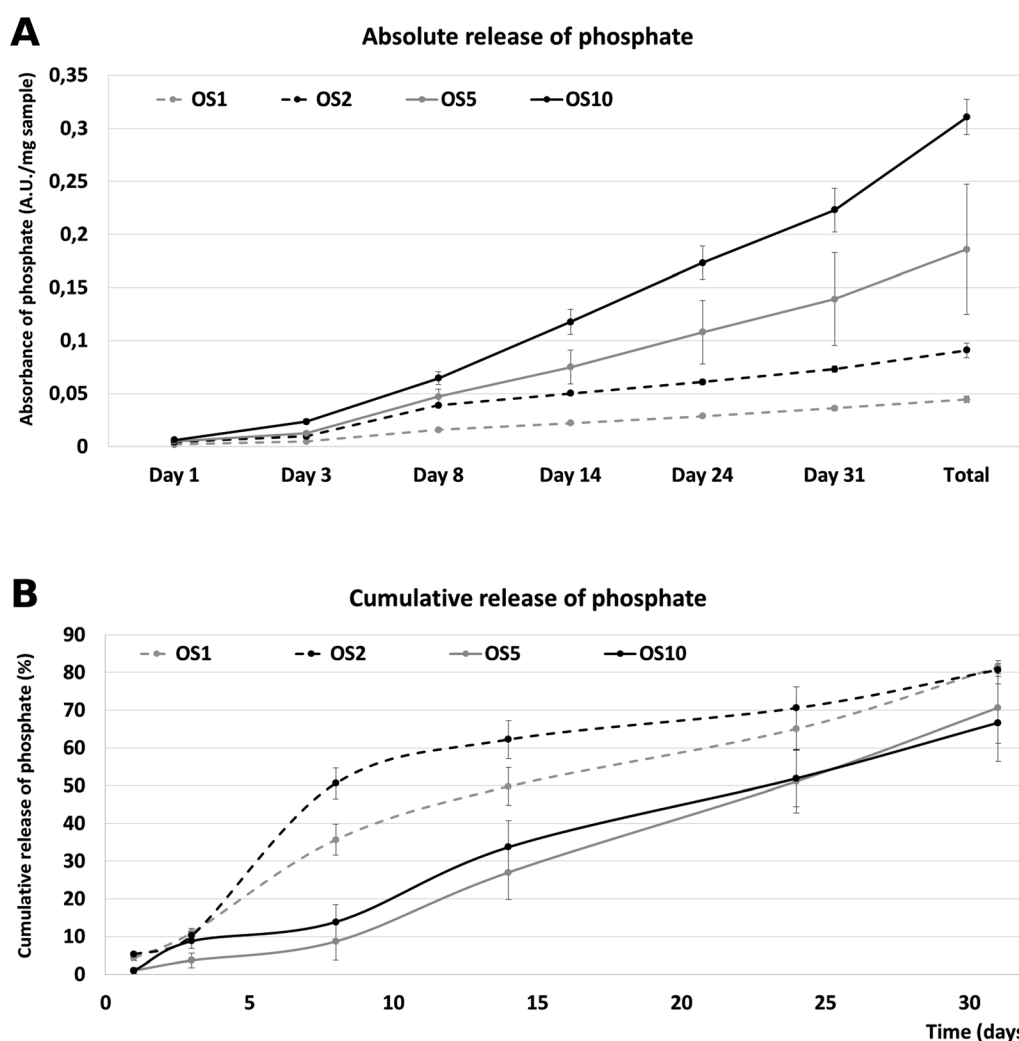 A
Absolute release of phosphate
Absorbance of phosphate (A.U./mg sample)
0,35
0,3
0,25
0,2
0,15
0,1
0,05
0
OS1 OS2 OS5 OS10
Day 1 Day 3 Day 8 Day 14 Day 24 Day 31 Total
B
Cumulative release of phosphate
Cumulative release of phosphate (%)
90
80
70
60
50
40
30
20
10
0
OS1 OS2 OS5 OS10
0 5 10 15 20 25 30
Time (days